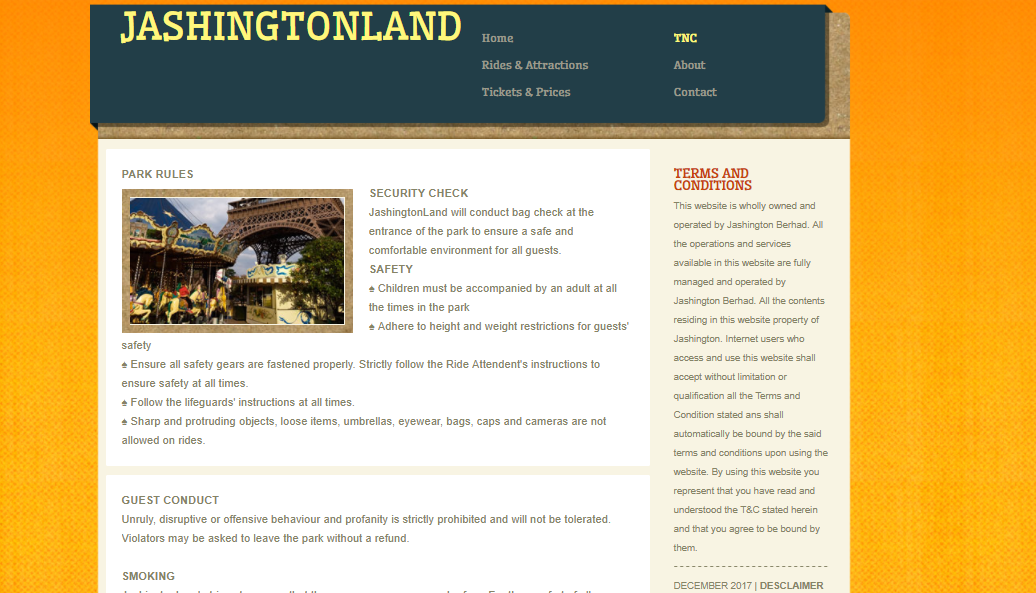 JASHINGTONLAND
Home
Rides & Attractions
Tickets & Prices
TNC
About
Contact
PARK RULES
SECURITY CHECK
JashingtonLand will conduct bag check at the
entrance of the park to ensure a safe and
comfortable environment for all guests.
SAFETY
♠ Children must be accompanied by an adult at all
the times in the park
♠ Adhere to height and weight restrictions for guests'
safety
♠ Ensure all safety gears are fastened properly. Strictly follow the Ride Attendent's instructions to
ensure safety at all times.
♠ Follow the lifeguards' instructions at all times.
♠ Sharp and protruding objects, loose items, umbrellas, eyewear, bags, caps and cameras are not
allowed on rides.
GUEST CONDUCT
Unruly, disruptive or offensive behaviour and profanity is strictly prohibited and will not be tolerated.
Violators may be asked to leave the park without a refund.
SMOKING
TERMS AND
CONDITIONS
This website is wholly owned and
operated by Jashington Berhad. All
the operations and services
available in this website are fully
managed and operated by
Jashington Berhad. All the contents
residing in this website property of
Jashington. Internet users who
access and use this website shall
accept without limitation or
qualification all the Terms and
Condition stated ans shall
automatically be bound by the said
terms and conditions upon using the
website. By using this website you
represent that you have read and
understood the T&C stated herein
and that you agree to be bound by
them.
DECEMBER 2017 | DISCLAIMER